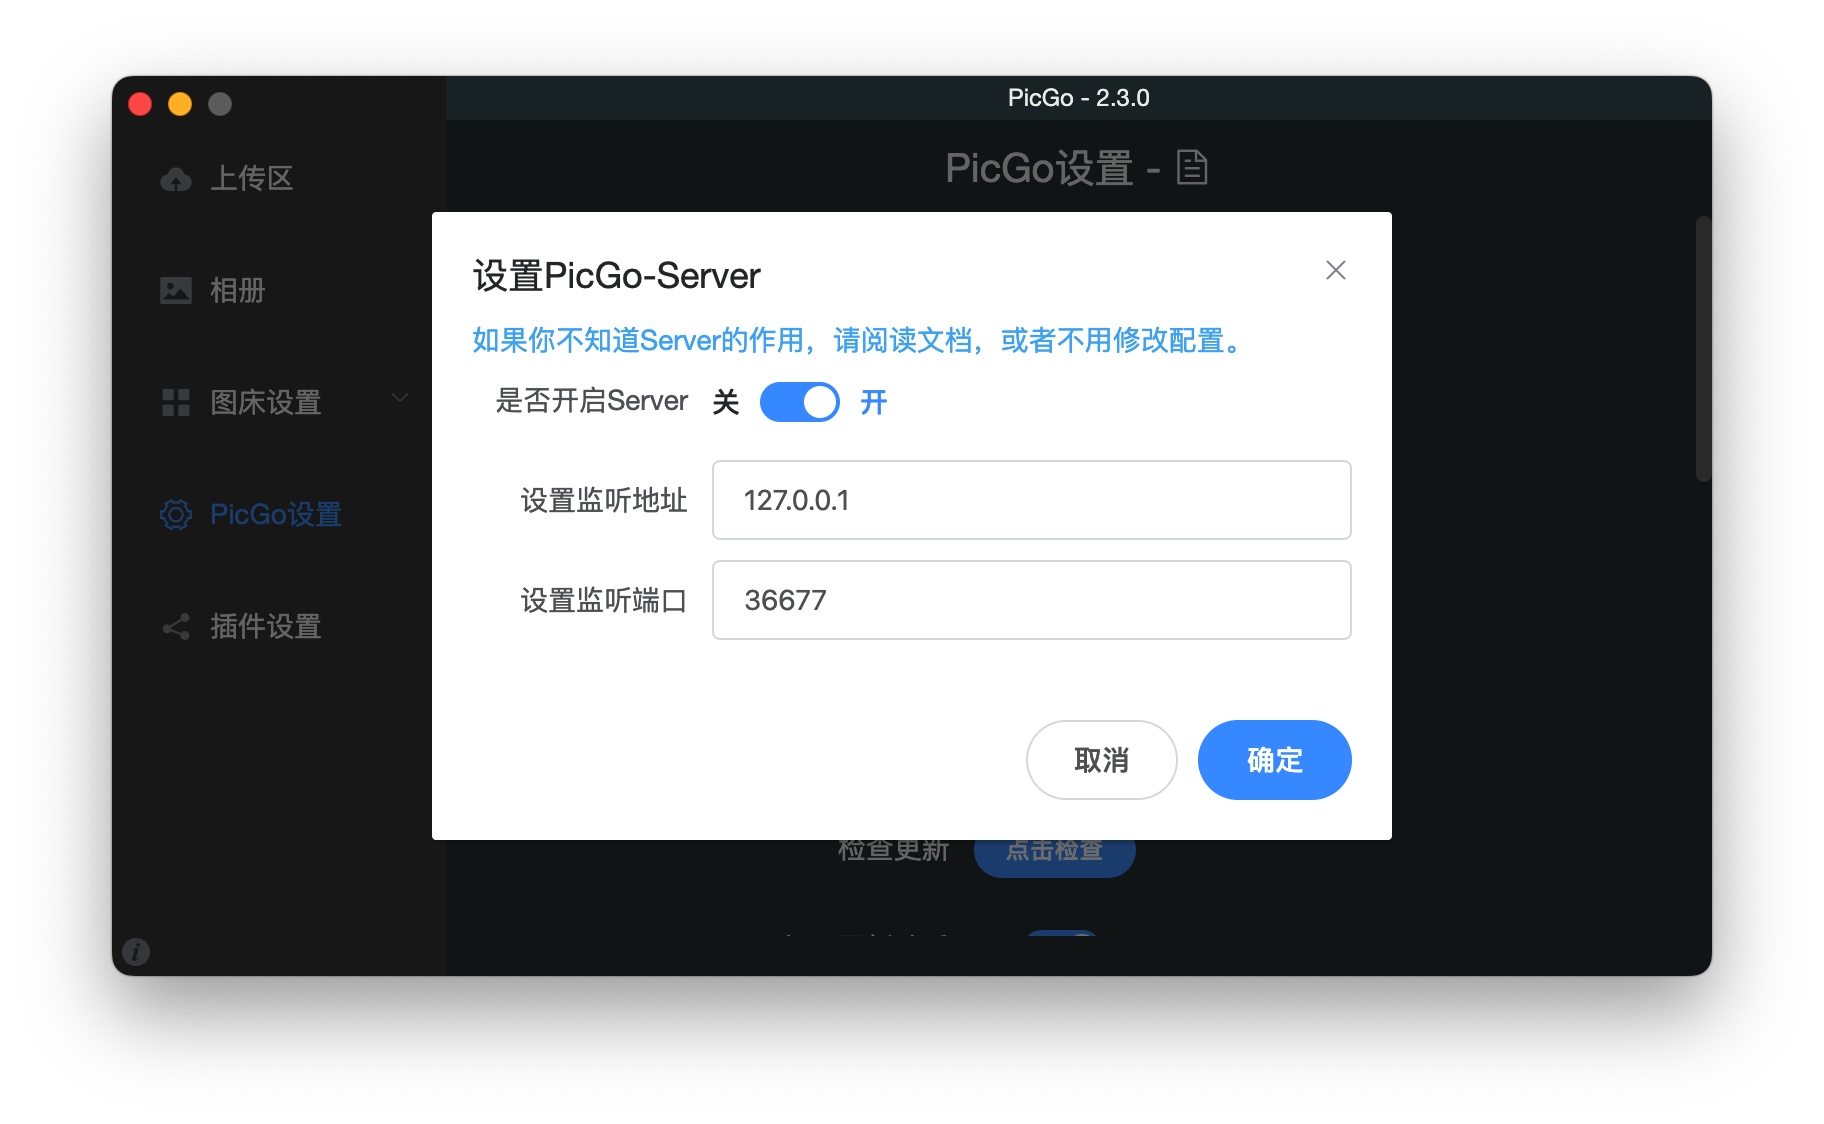 PicGo - 2.3.0
上传区
相册
图床设置
PicGo设置
插件设置
PicGo设置 -
设置PicGo-Server
如果你不知道Server的作用，请阅读文档，或者不用修改配置。
是否开启Server 关 开
设置监听地址 127.0.0.1
设置监听端口 36677
取消 确定
检查更新 点击检查